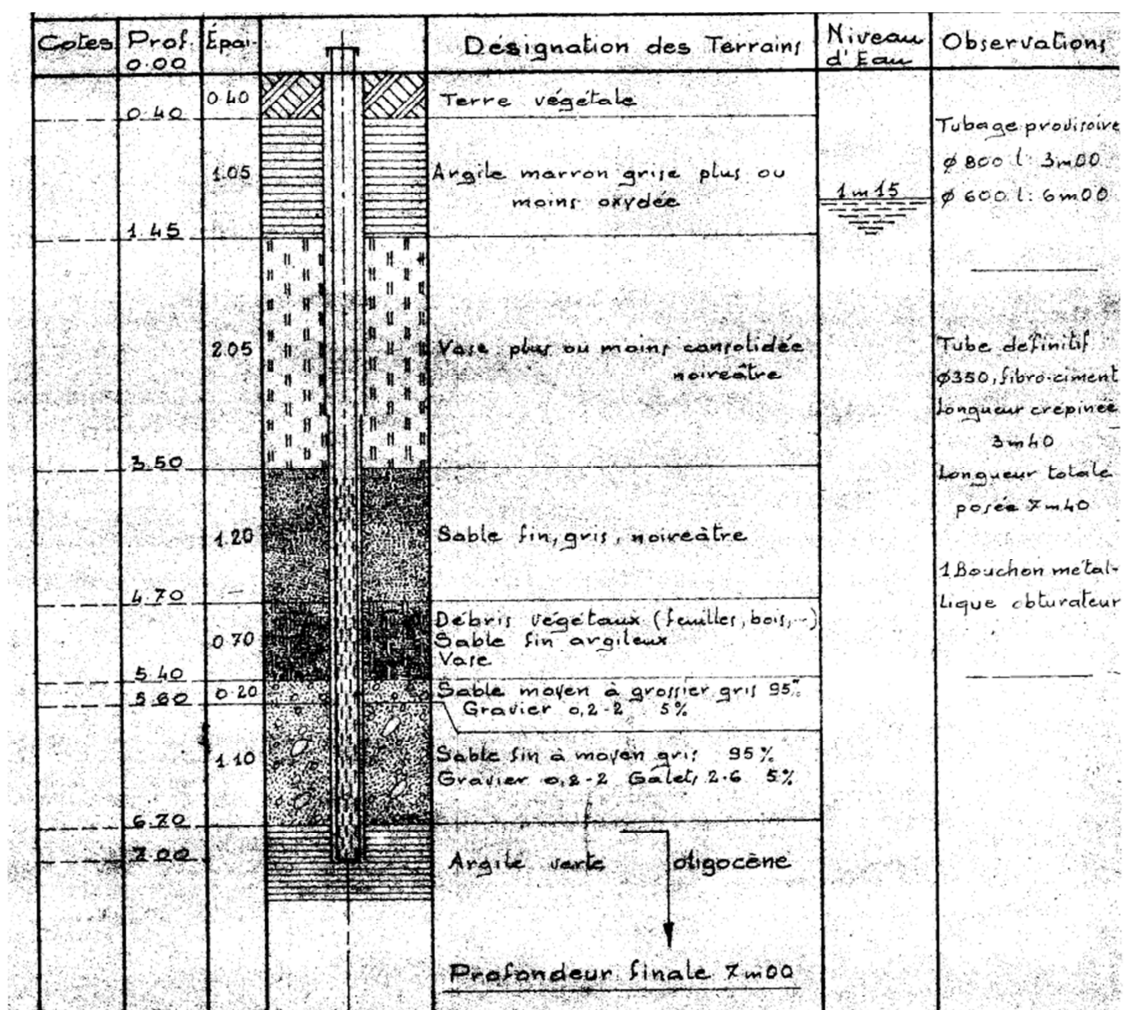 Cotes Prof. Épai- Désignation des Terrains Niveau d'Eau Observations
0.00
0.40 Terre végétale
0.40
Tubage provisoire
ø 800 l: 3m00
ø 600 l: 6m00
1.05 Argile marron grise plus ou
moins oxydée
1m15
1.45
2.05 Vase plus ou moins consolidée
noireâtre
Tube définitif
ø350, fibro-ciment
Longueur crépinée
3m40
Longueur totale
posée 7m40
3.50
1.20 Sable fin, gris, noireâtre
1 Bouchon métal-
lique obturateur
4.70
Débris végétaux (feuilles, bois,...)
0.70 Sable fin argileux
Vase
5.40
0.20 Sable moyen à grossier gris 95%
5.60 Gravier 0,2-2 5%
1.10 Sable fin à moyen gris 95%
Gravier 0,2-2 Galets 2-6 5%
6.70
7.00 Argile verte oligocène
Profondeur finale 7m00